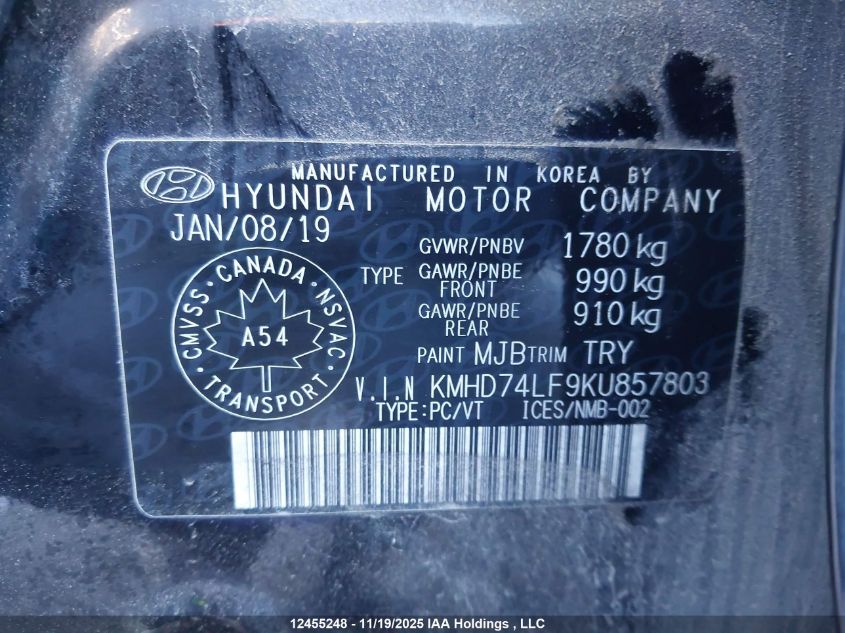 MANUFACTURED IN KOREA BY
HYUNDAI MOTOR COMPANY
JAN/08/19
GVWR/PNBV 1780 kg
TYPE GAWR/PNBE FRONT 990 kg
GAWR/PNBE REAR 910 kg
PAINT MJB TRIM TRY
CANADA
CMVSS NSVAC
A54
TRANSPORT
V.I.N KMHD74LF9KU857803
TYPE:PC/VT ICES/NMB-002
12455248 - 11/19/2025 IAA Holdings , LLC